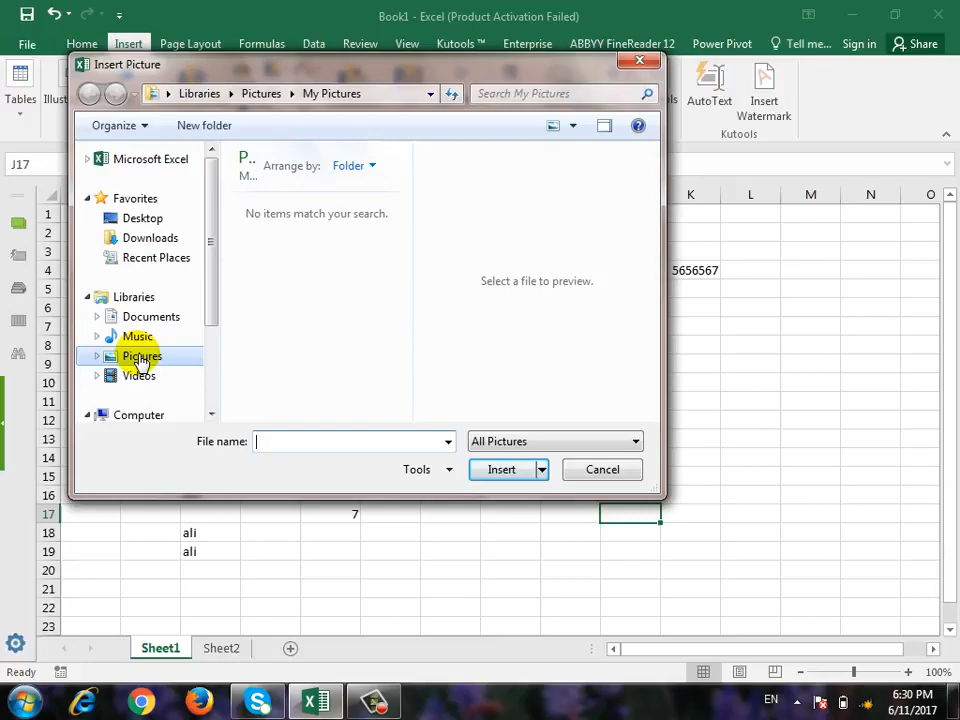 Book1 - Excel (Product Activation Failed)
File Home Insert Page Layout Formulas Data Review View Kutools ™ Enterprise ABBYY FineReader 12 Power Pivot Tell me... Sign in Share
Insert Picture
Libraries Pictures My Pictures Search My Pictures
Tables
AutoText
Insert Watermark
Kutools
Organize New folder
J17
Microsoft Excel
Favorites
Desktop
Downloads
Recent Places
Libraries
Documents
Music
Pictures
Videos
Computer
P..
M...
Arrange by: Folder
No items match your search.
Select a file to preview.
File name: All Pictures
Tools Insert Cancel
K L M N O
1
2
3
4 5656567
5
6
7
8
9
10
11
12
13
14
15
16
17 7
18 ali
19 ali
20
21
22
23
Sheet1 Sheet2
Ready 100%
EN 6:30 PM
6/11/2017